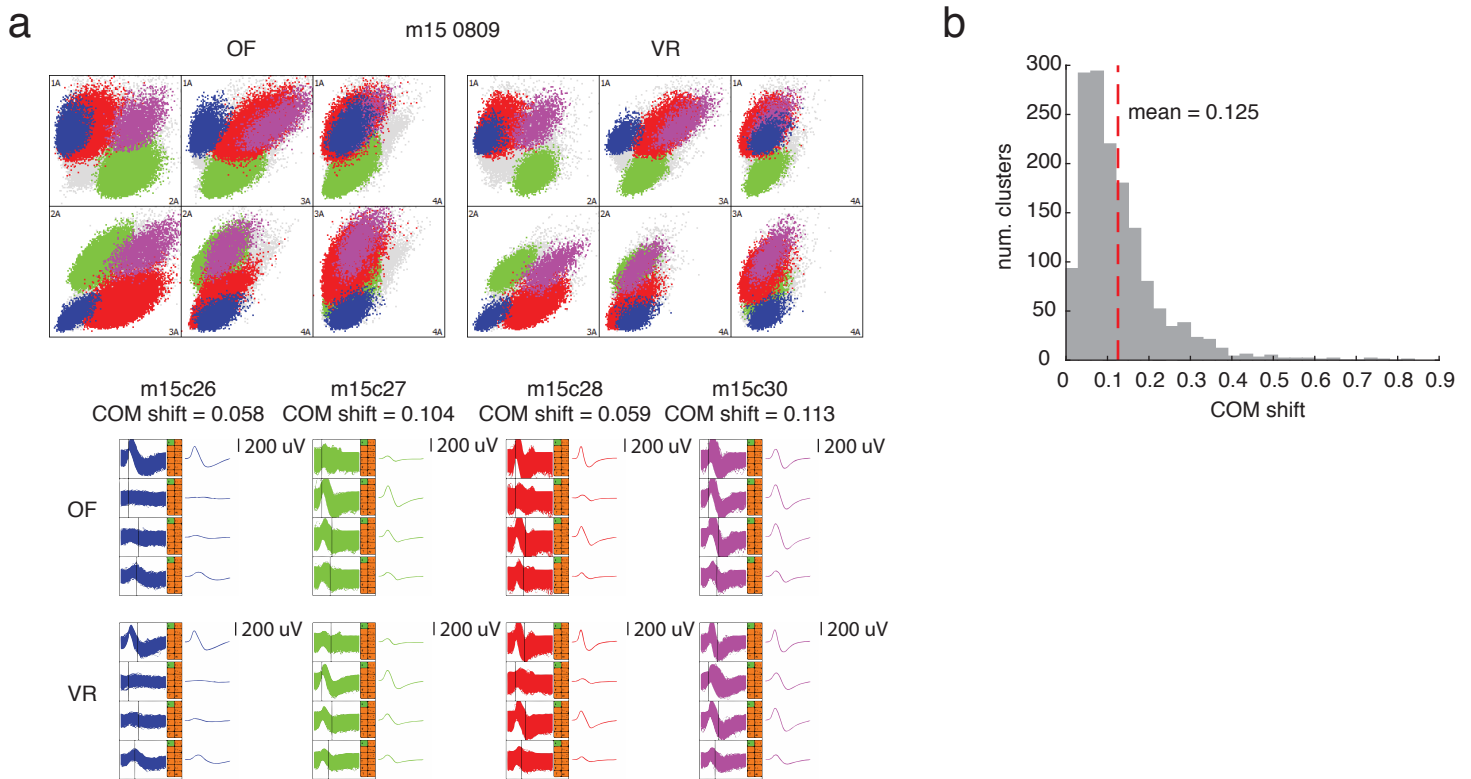 a
m15 0809
OF
VR
1A 1A 1A
2A 3A 4A
2A 2A 3A
3A 4A 4A
1A 1A 1A
2A 3A 4A
2A 2A 3A
3A 4A 4A
m15c26
COM shift = 0.058
m15c27
COM shift = 0.104
m15c28
COM shift = 0.059
m15c30
COM shift = 0.113
200 uV 200 uV 200 uV 200 uV
OF
200 uV 200 uV 200 uV 200 uV
VR
b
300
250
200
150
100
50
0
num. clusters
mean = 0.125
0 0.1 0.2 0.3 0.4 0.5 0.6 0.7 0.8 0.9
COM shift